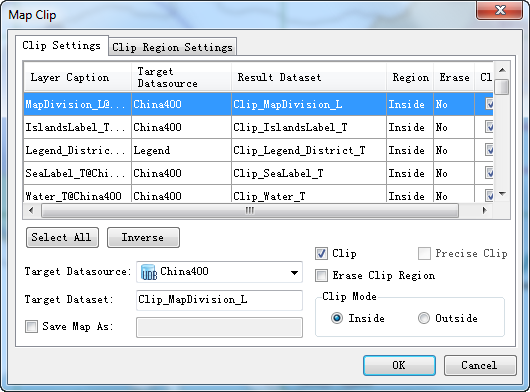 Map Clip
Clip Settings Clip Region Settings
Layer Caption Target Datasource Result Dataset Region Erase Cl
MapDivision_L@... China400 Clip_MapDivision_L Inside No
IslandsLabel_T... China400 Clip_IslandsLabel_T Inside No
Legend_Distric... Legend Clip_Legend_District_T Inside No
SeaLabel_T@Chi... China400 Clip_SeaLabel_T Inside No
Water_T@China400 China400 Clip_Water_T Inside No
Select All Inverse
Clip Precise Clip
Target Datasource: UDB China400
Erase Clip Region
Target Dataset: Clip_MapDivision_L
Clip Mode
Save Map As:
Inside Outside
OK Cancel